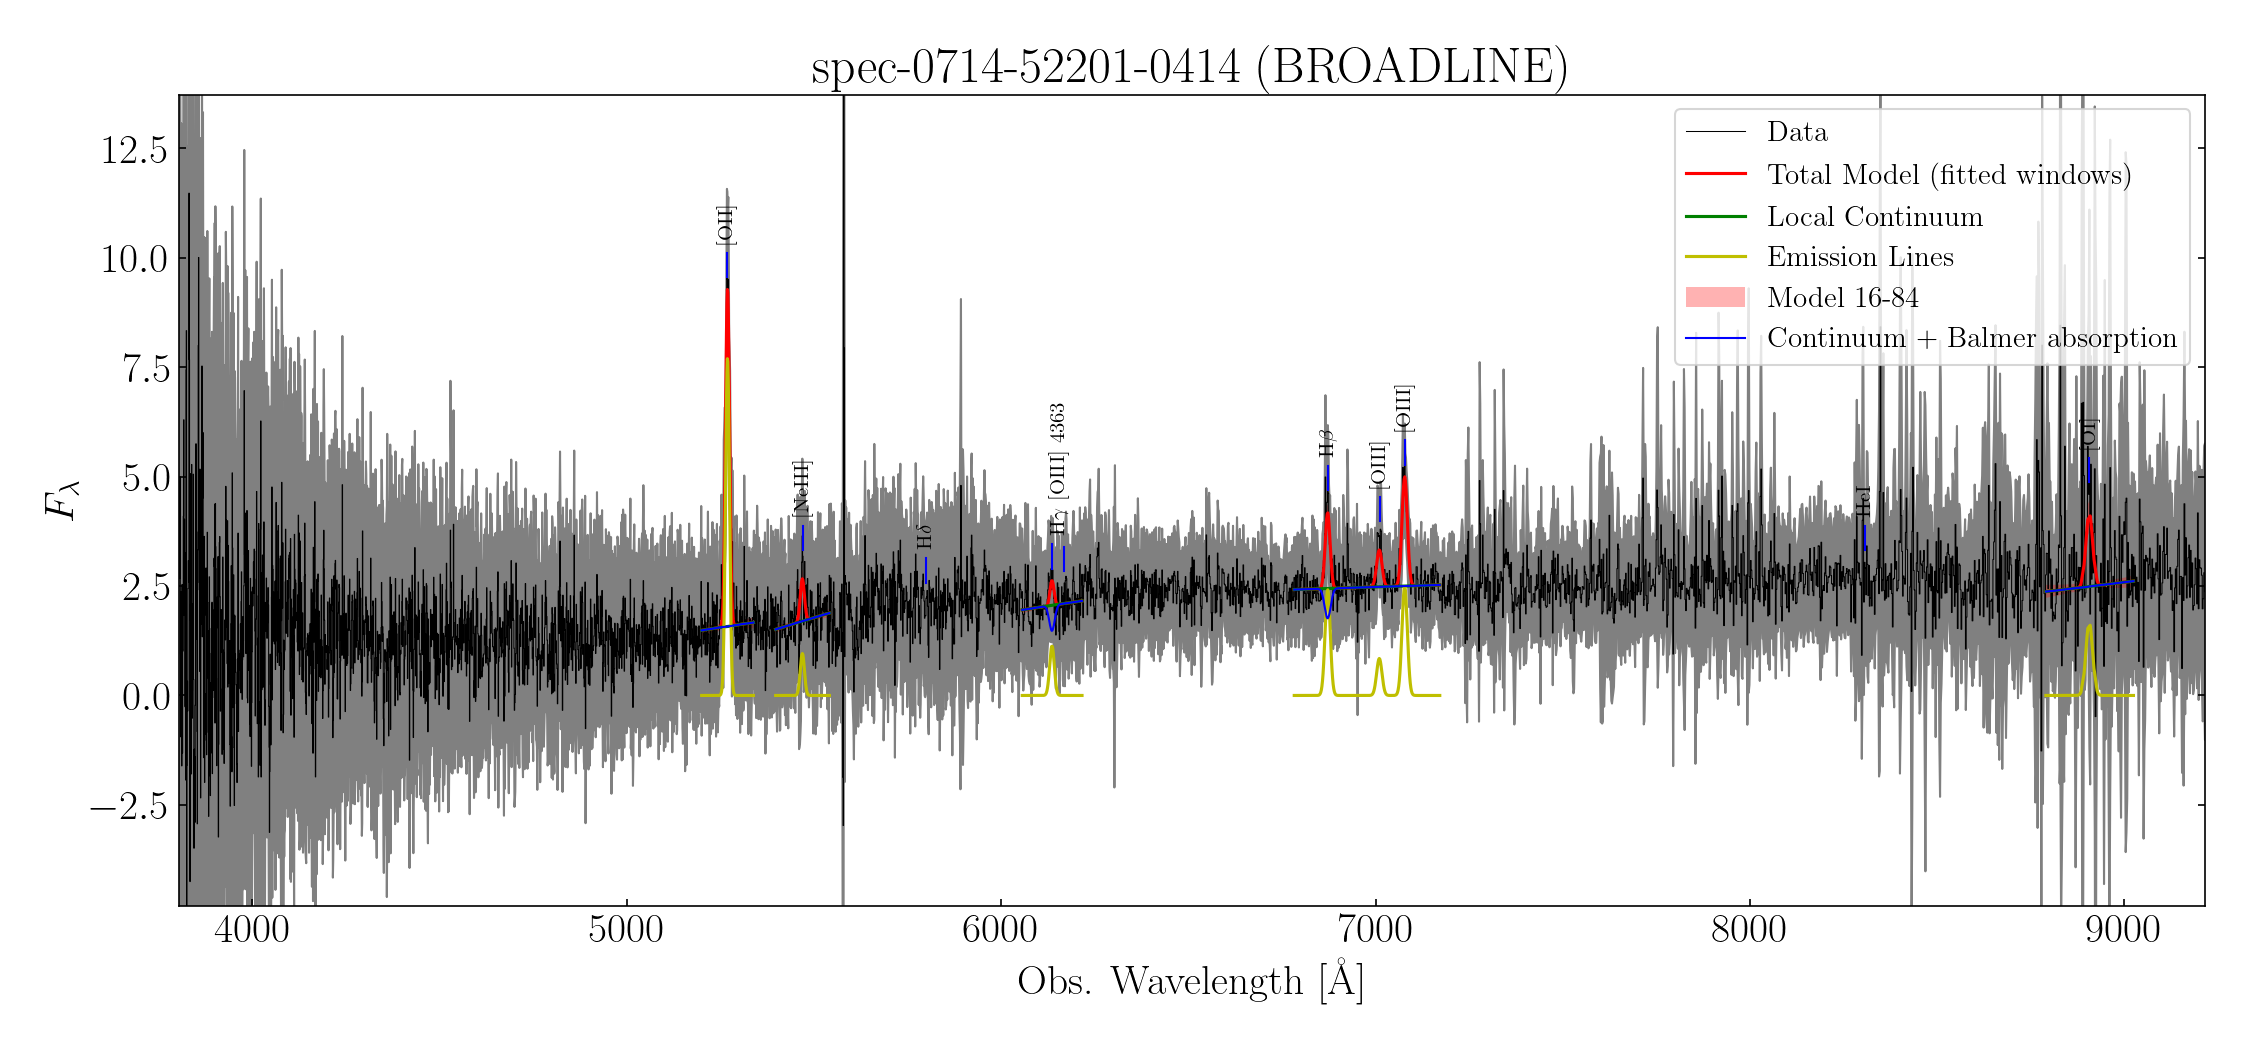 spec-0714-52201-0414 (BROADLINE)
Data
Total Model (fitted windows)
Local Continuum
Emission Lines
Model 16-84
Continuum + Balmer absorption
[OII]
[NeIII]
Hδ
Hγ
[OIII] 4363
Hβ
[OIII]
[OIII]
HeI
[OI]
12.5
10.0
7.5
5.0
2.5
0.0
−2.5
Fλ
4000
5000
6000
7000
8000
9000
Obs. Wavelength [Å]